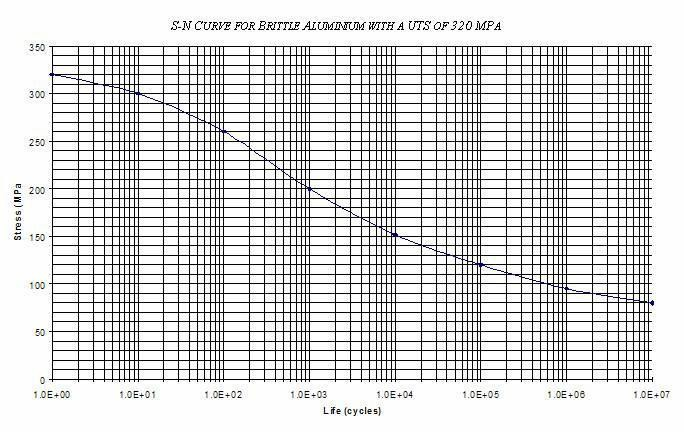 S-N CURVE FOR BRITTLE ALUMINIUM WITH A UTS OF 320 MPA
350
300
250
200
150
100
50
0
Stress (MPa
1.0E+00 1.0E+01 1.0E+02 1.0E+03 1.0E+04 1.0E+05 1.0E+06 1.0E+07
Life (cycles)